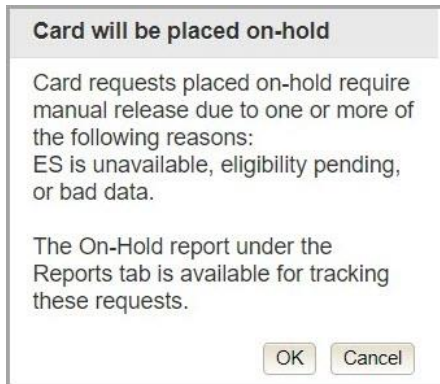 Card will be placed on-hold
Card requests placed on-hold require
manual release due to one or more of
the following reasons:
ES is unavailable, eligibility pending,
or bad data.
The On-Hold report under the
Reports tab is available for tracking
these requests.
OK Cancel